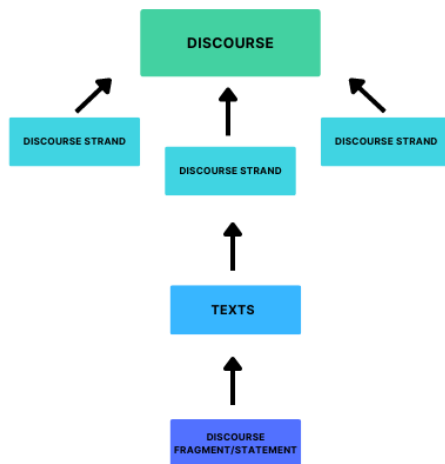 DISCOURSE
DISCOURSE STRAND
DISCOURSE STRAND
DISCOURSE STRAND
TEXTS
DISCOURSE
FRAGMENT/STATEMENT